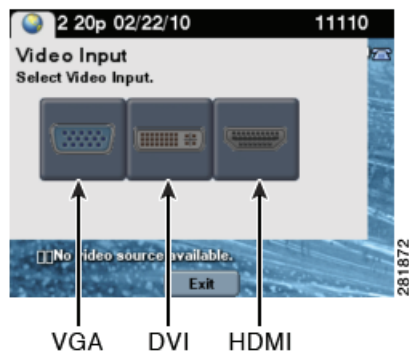 2 20p 02/22/10 11110
Video Input
Select Video Input.
No video source available.
Exit
VGA DVI HDMI
281872